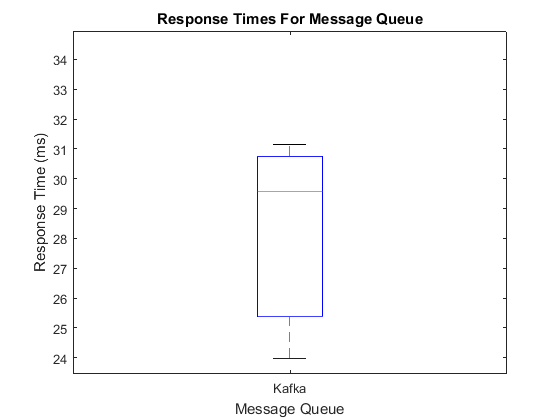 Response Times For Message Queue
Response Time (ms)
34
33
32
31
30
29
28
27
26
25
24
Kafka
Message Queue